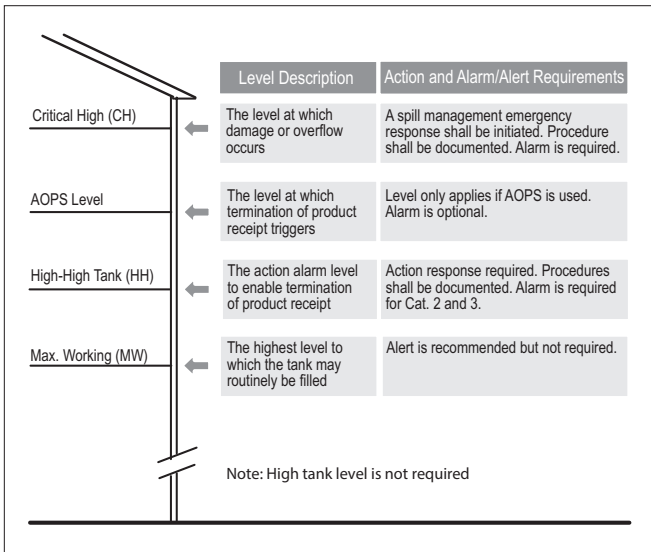 Level Description
Action and Alarm/Alert Requirements
Critical High (CH)
The level at which
damage or overflow
occurs
A spill management emergency
response shall be initiated. Procedure
shall be documented. Alarm is required.
AOPS Level
The level at which
termination of product
receipt triggers
Level only applies if AOPS is used.
Alarm is optional.
High-High Tank (HH)
The action alarm level
to enable termination
of product receipt
Action response required. Procedures
shall be documented. Alarm is required
for Cat. 2 and 3.
Max. Working (MW)
The highest level to
which the tank may
routinely be filled
Alert is recommended but not required.
Note: High tank level is not required